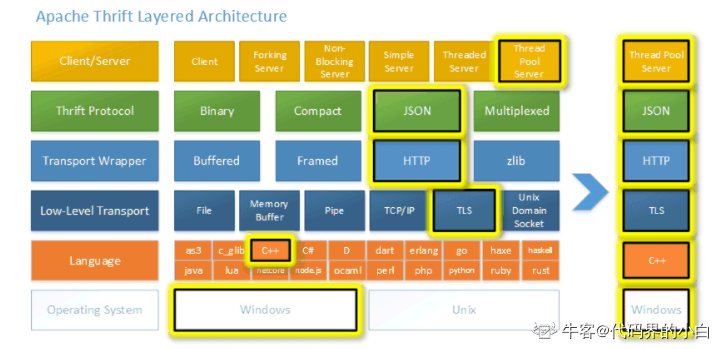 Apache Thrift Layered Architecture
Client/Server
Client
Forking
Server
Non-
Blocking
Server
Simple
Server
Threaded
Server
Thread
Pool
Server
Thread Pool
Server
Thrift Protocol
Binary
Compact
JSON
Multiplexed
JSON
Transport Wrapper
Buffered
Framed
HTTP
zlib
HTTP
Low-Level Transport
File
Memory
Buffer
Pipe
TCP/IP
TLS
Unix
Domain
Socket
TLS
Language
as3 c_glib C++ C# D dart erlang go haxe haskell
java lua netcore node.js ocaml perl php python ruby rust
C++
Operating System
Windows
Unix
Windows
牛客@代码界的小白